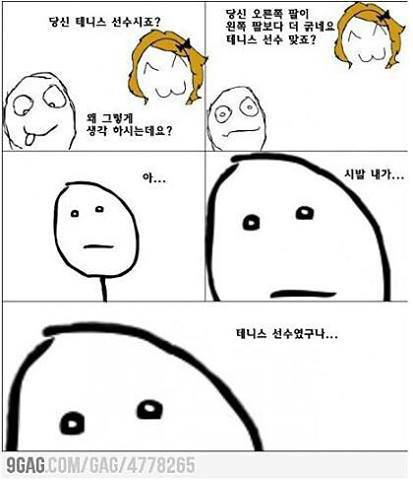 당신 테니스 선수시죠?
왜 그렇게
생각 하시는데요?
당신 오른쪽 팔이
왼쪽 팔보다 더 굵네요
테니스 선수 맞죠?
아...
시발 내가...
테니스 선수였구나...
9GAG.COM/GAG/4778265